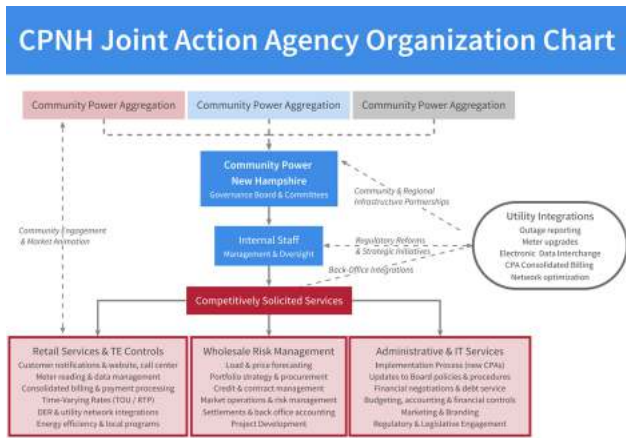 CPNH Joint Action Agency Organization Chart
Community Power Aggregation
Community Power Aggregation
Community Power Aggregation
Community Power
New Hampshire
Governance Board & Committees
Community & Regional
Infrastructure Partnerships
Community Engagement
& Market Animation
Internal Staff
Management & Oversight
Regulatory Reforms
& Strategic Initiatives
Back-Office Integrations
Utility Integrations
Outage reporting
Meter upgrades
Electronic Data Interchange
CPA Consolidated Billing
Network optimization
Competitively Solicited Services
Retail Services & TE Controls
Customer notifications & website, call center
Meter reading & data management
Consolidated billing & payment processing
Time-Varying Rates (TOU / RTP)
DER & utility network integrations
Energy efficiency & local programs
Wholesale Risk Management
Load & price forecasting
Portfolio strategy & procurement
Credit & contract management
Market operations & risk management
Settlements & back office accounting
Project Development
Administrative & IT Services
Implementation Process (new CPAs)
Updates to Board policies & procedures
Financial negotiations & debt service
Budgeting, accounting & financial controls
Marketing & Branding
Regulatory & Legislative Engagement